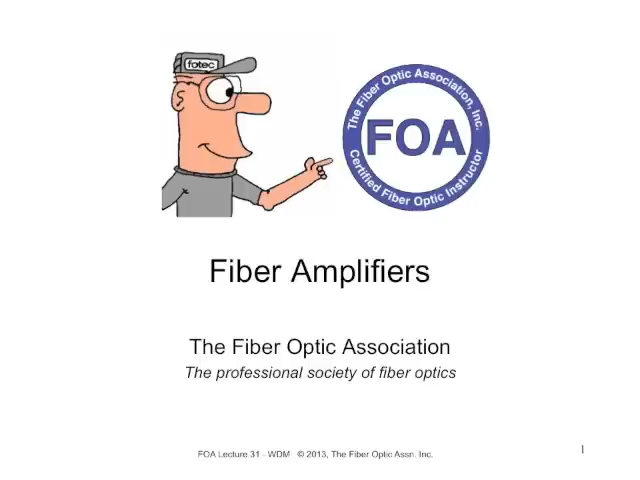 fotec
The Fiber Optic Association, Inc.
FOA
Certified Fiber Optic Instructor
Fiber Amplifiers
The Fiber Optic Association
The professional society of fiber optics
FOA Lecture 31 - WDM © 2013, The Fiber Optic Assn. Inc.
1